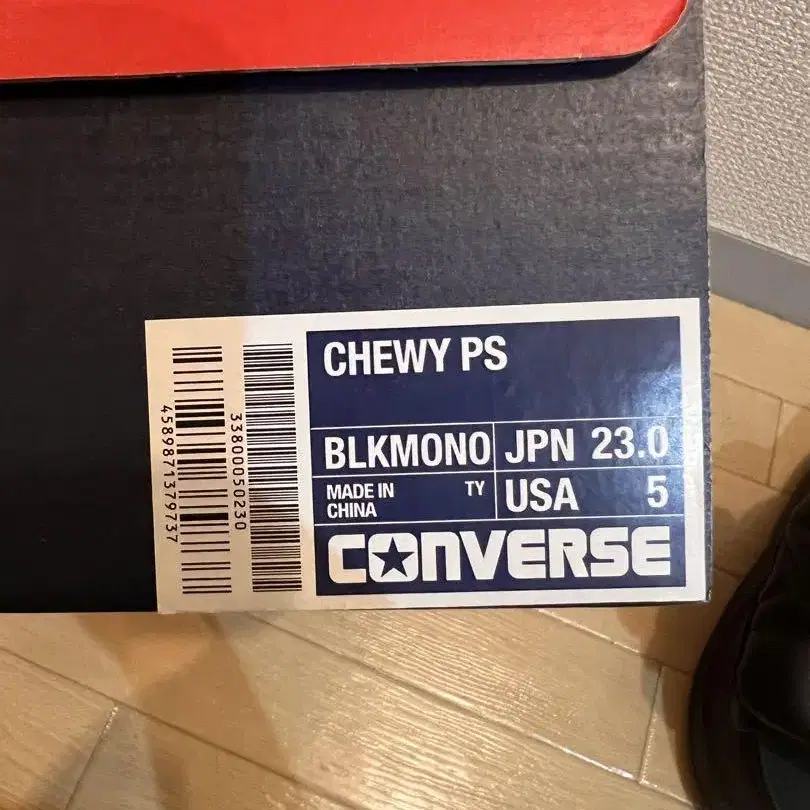 CHEWY PS
BLKMONO JPN 23.0
MADE IN CHINA TY USA 5
CONVERSE
4589871379737
33800050230